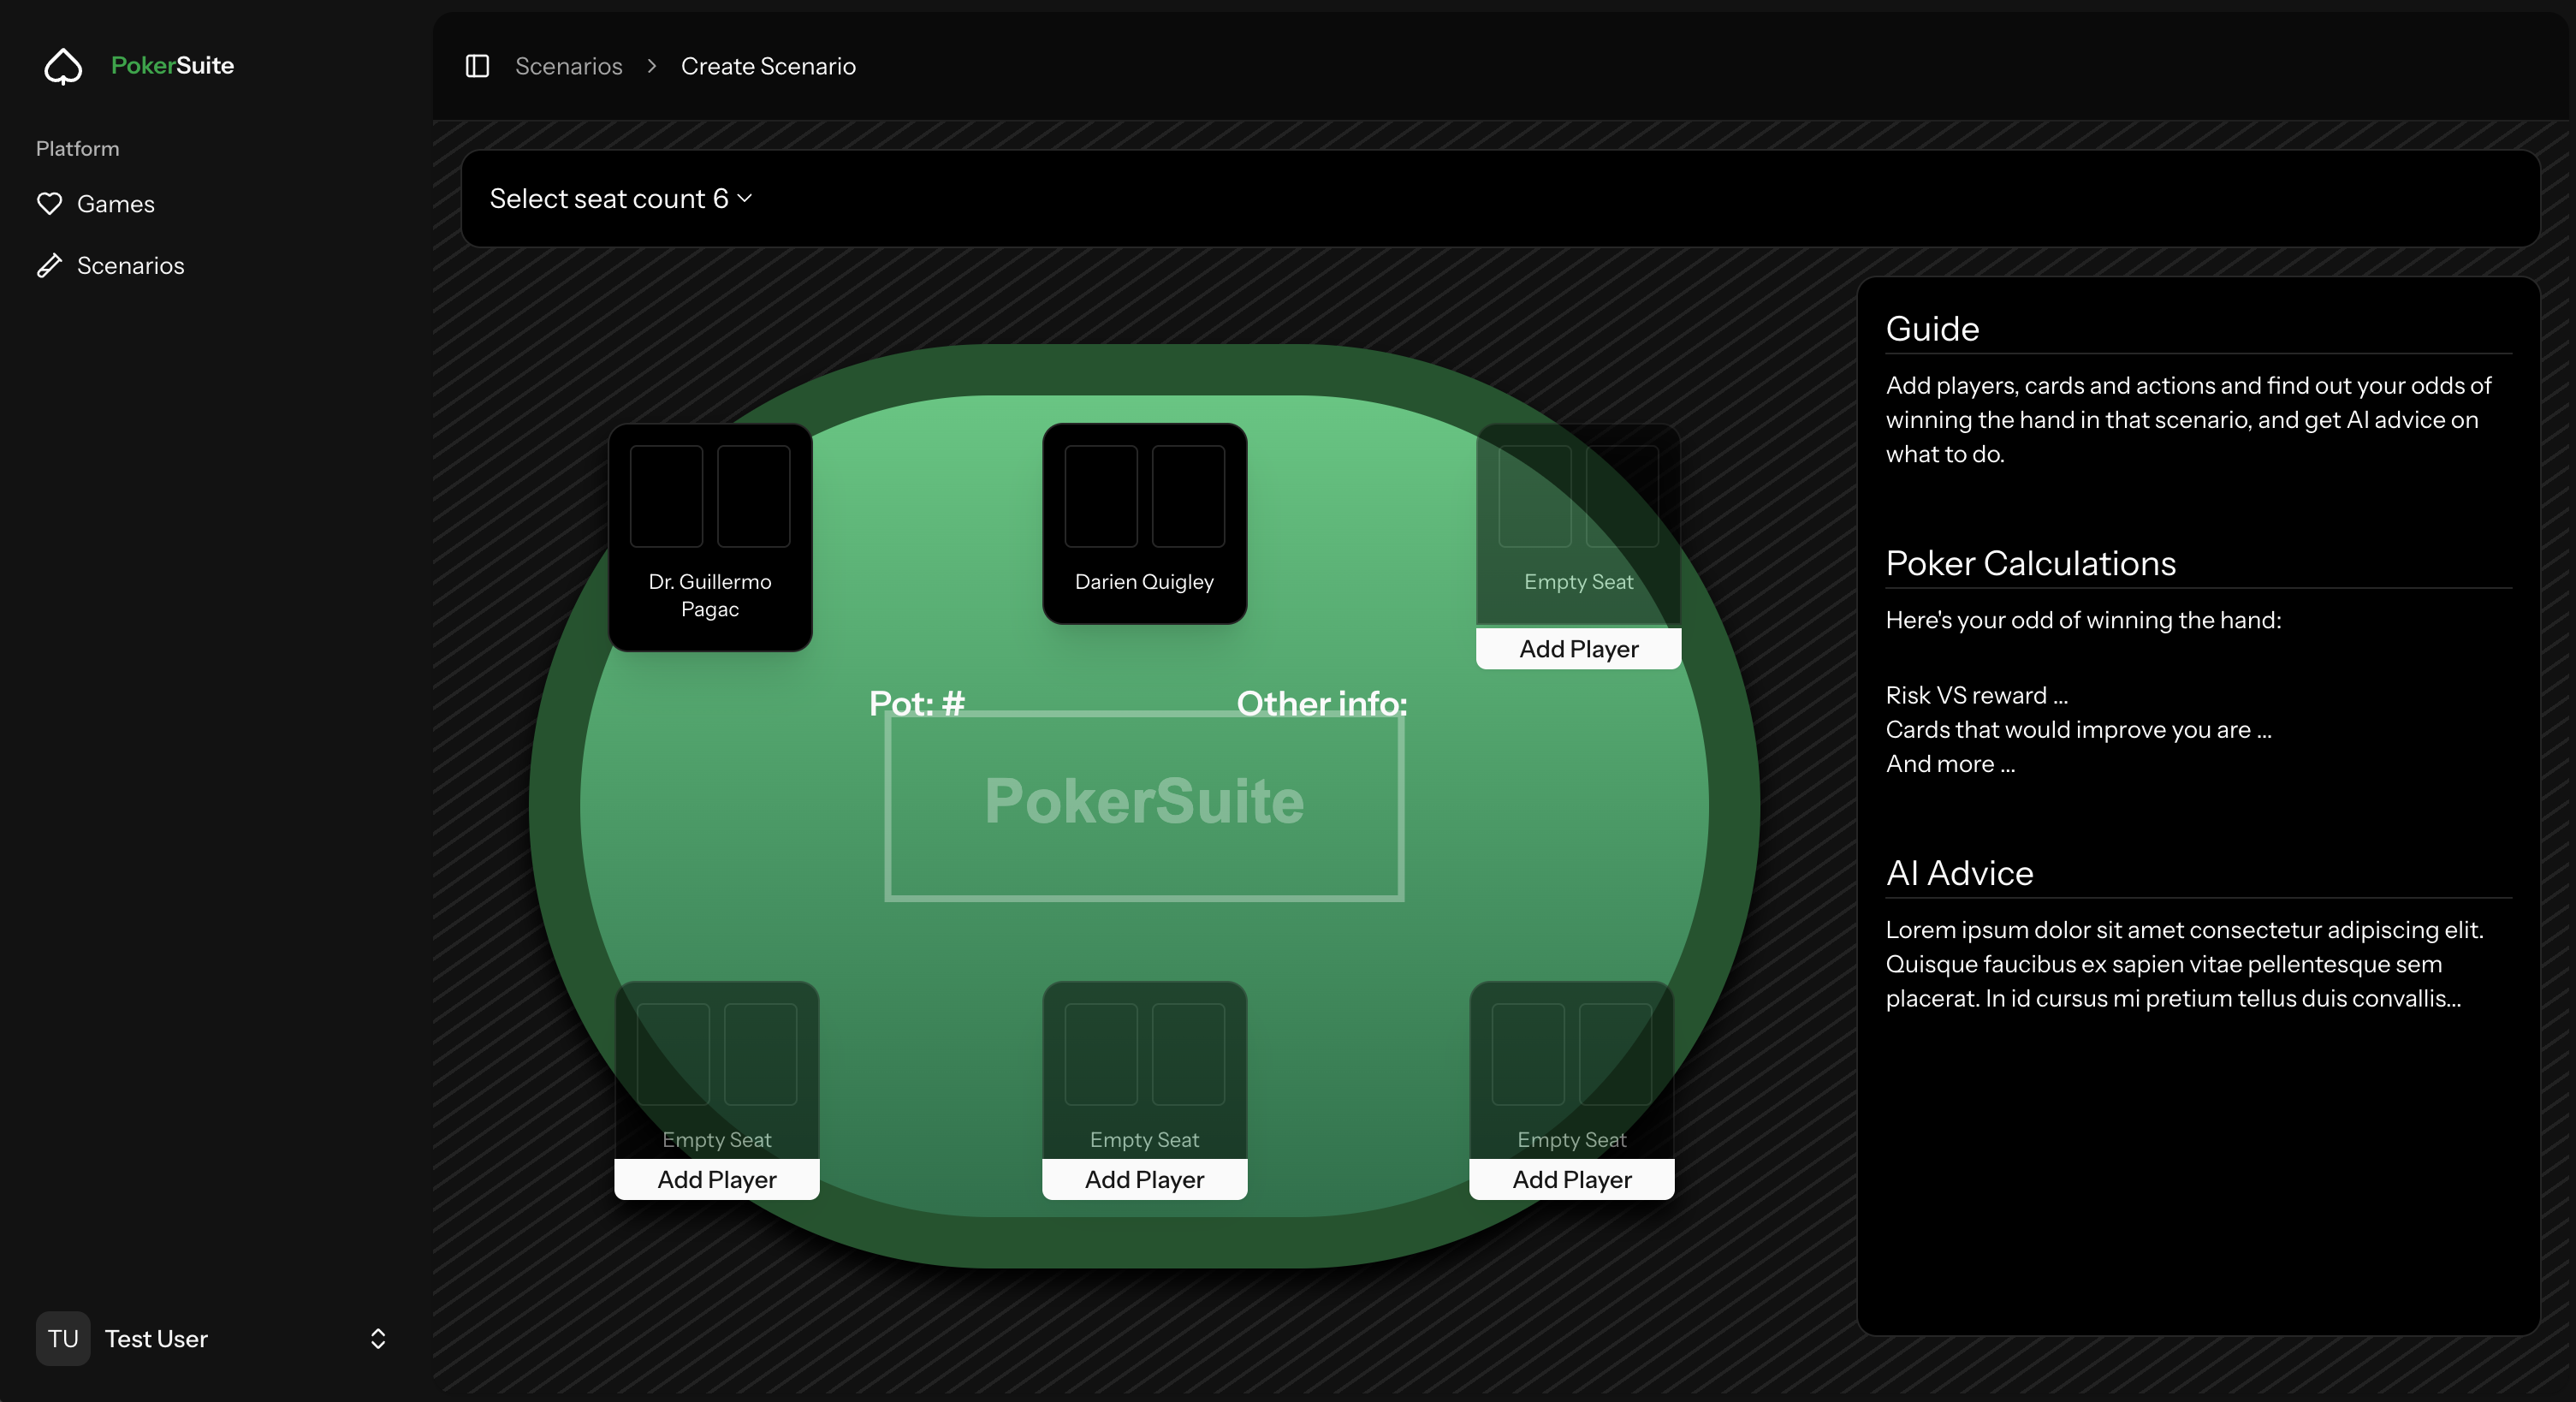 PokerSuite
Platform
Games
Scenarios
TU Test User
Scenarios > Create Scenario
Select seat count 6
Dr. Guillermo
Pagac
Darien Quigley
Empty Seat
Add Player
Pot: #
Other info:
PokerSuite
Empty Seat
Add Player
Empty Seat
Add Player
Empty Seat
Add Player
Guide
Add players, cards and actions and find out your odds of
winning the hand in that scenario, and get AI advice on
what to do.
Poker Calculations
Here's your odd of winning the hand:
Risk VS reward ...
Cards that would improve you are ...
And more ...
AI Advice
Lorem ipsum dolor sit amet consectetur adipiscing elit.
Quisque faucibus ex sapien vitae pellentesque sem
placerat. In id cursus mi pretium tellus duis convallis...